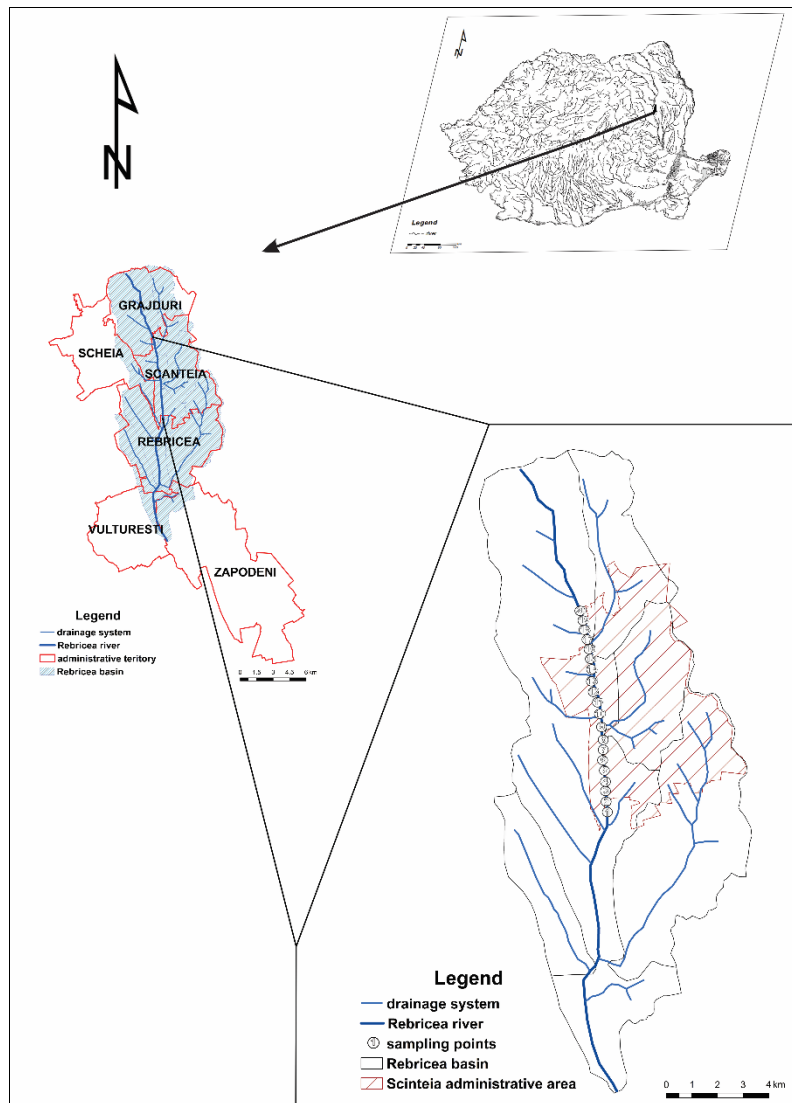 N
N
Legend
River
GRAJDURI
SCHEIA
SCANTEIA
REBRICEA
VULTURESTI
ZAPODENI
Legend
drainage system
Rebricea river
administrative teritory
Rebricea basin
0 1.5 3 4.5 6 km
Legend
drainage system
Rebricea river
sampling points
Rebricea basin
Scinteia administrative area
0 1 2 3 4 km